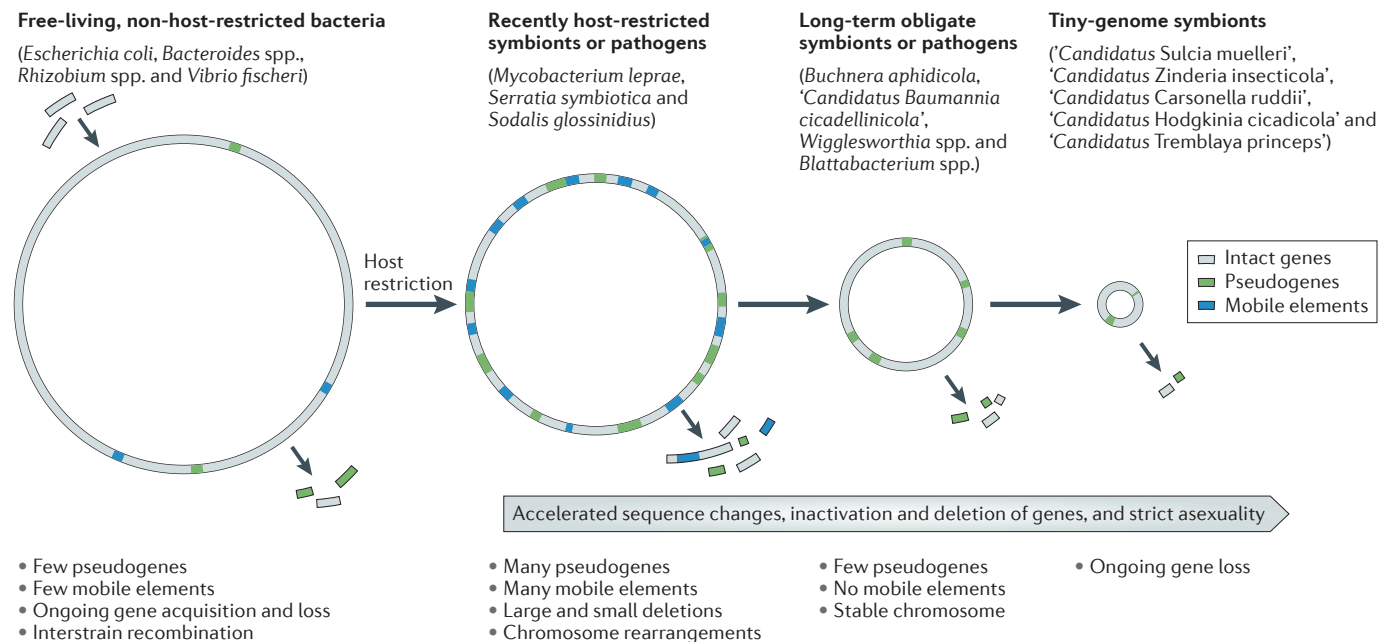 Free-living, non-host-restricted bacteria
(Escherichia coli, Bacteroides spp.,
Rhizobium spp. and Vibrio fischeri)
Recently host-restricted
symbionts or pathogens
(Mycobacterium leprae,
Serratia symbiotica and
Sodalis glossinidius)
Long-term obligate
symbionts or pathogens
(Buchnera aphidicola,
‘Candidatus Baumannia
cicadellinicola’,
Wigglesworthia spp. and
Blattabacterium spp.)
Tiny-genome symbionts
(’Candidatus Sulcia muelleri’,
‘Candidatus Zinderia insecticola’,
‘Candidatus Carsonella ruddii’,
‘Candidatus Hodgkinia cicadicola’ and
‘Candidatus Tremblaya princeps’)
Host
restriction
Intact genes
Pseudogenes
Mobile elements
Accelerated sequence changes, inactivation and deletion of genes, and strict asexuality
• Few pseudogenes
• Few mobile elements
• Ongoing gene acquisition and loss
• Interstrain recombination
• Many pseudogenes
• Many mobile elements
• Large and small deletions
• Chromosome rearrangements
• Few pseudogenes
• No mobile elements
• Stable chromosome
• Ongoing gene loss